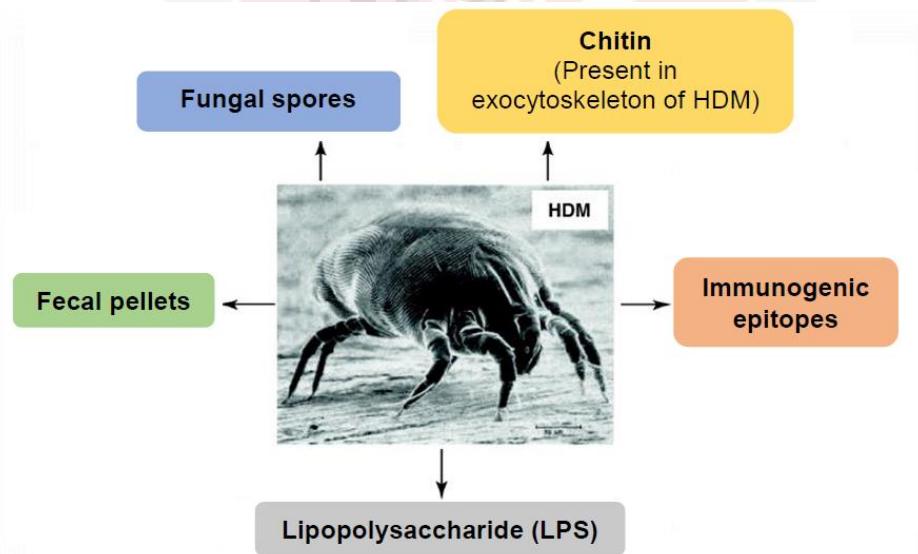 Chitin
(Present in
exocytoskeleton of HDM)
Fungal spores
HDM
Fecal pellets
Immunogenic
epitopes
Lipopolysaccharide (LPS)